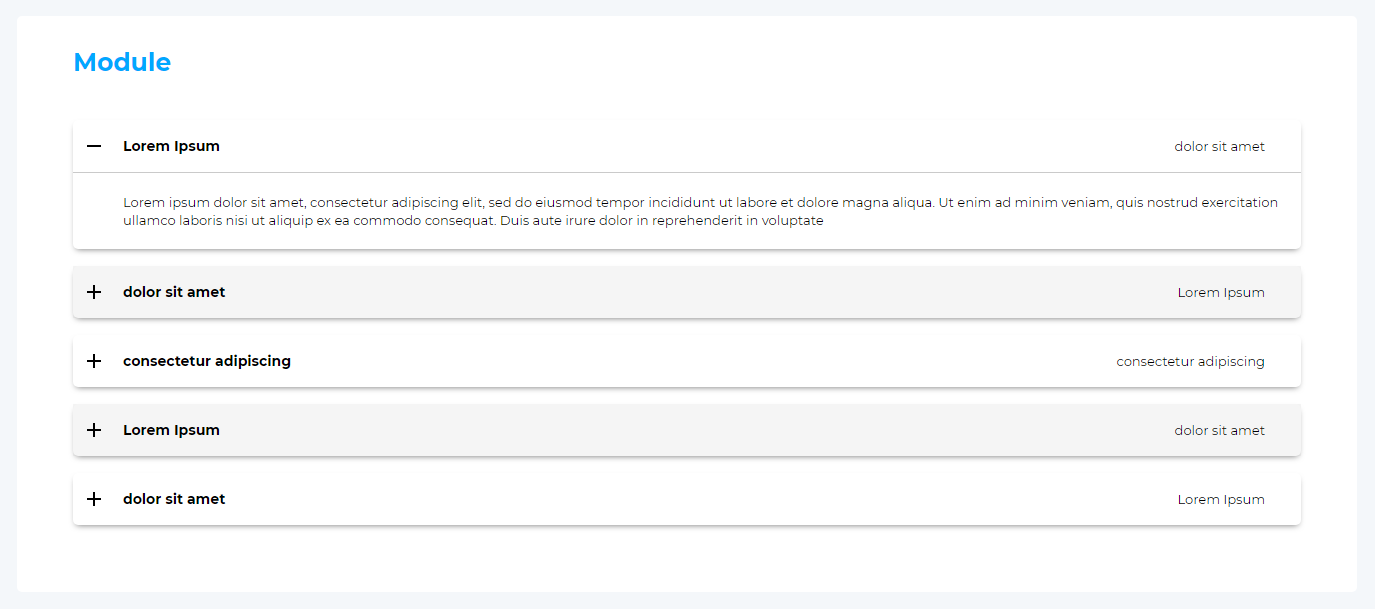 Module
Lorem Ipsum dolor sit amet
Lorem ipsum dolor sit amet, consectetur adipiscing elit, sed do eiusmod tempor incididunt ut labore et dolore magna aliqua. Ut enim ad minim veniam, quis nostrud exercitation
ullamco laboris nisi ut aliquip ex ea commodo consequat. Duis aute irure dolor in reprehenderit in voluptate
dolor sit amet Lorem Ipsum
consectetur adipiscing consectetur adipiscing
Lorem Ipsum dolor sit amet
dolor sit amet Lorem Ipsum